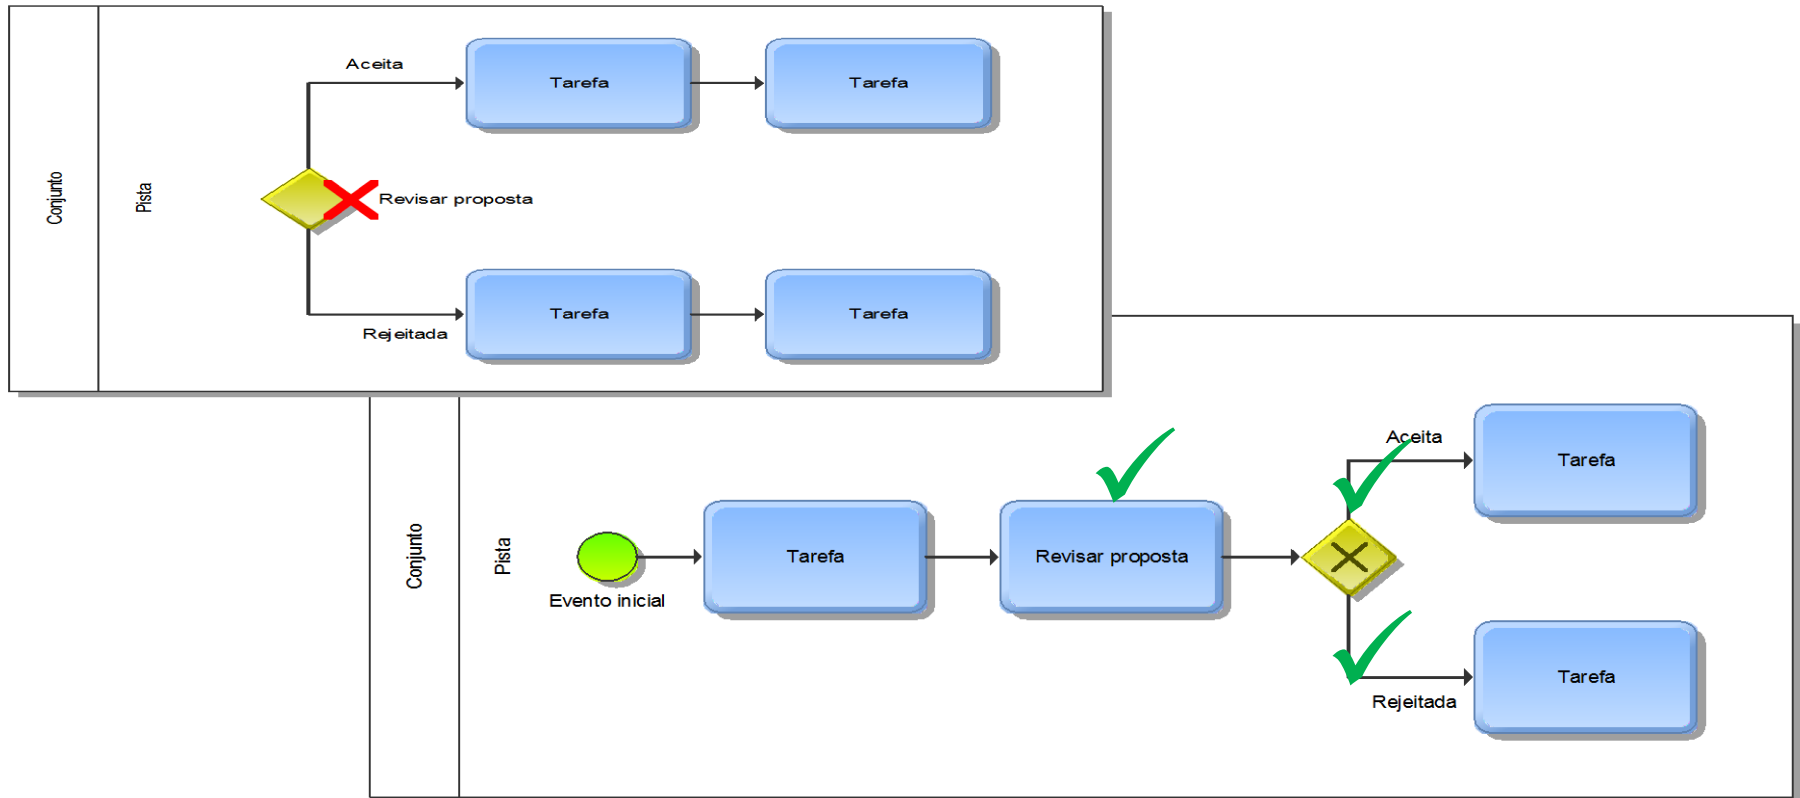 Conjunto
Pista
Aceita
Tarefa
Tarefa
Revisar proposta
Rejeitada
Tarefa
Tarefa
Conjunto
Pista
Evento inicial
Tarefa
Revisar proposta
Aceita
Tarefa
Rejeitada
Tarefa